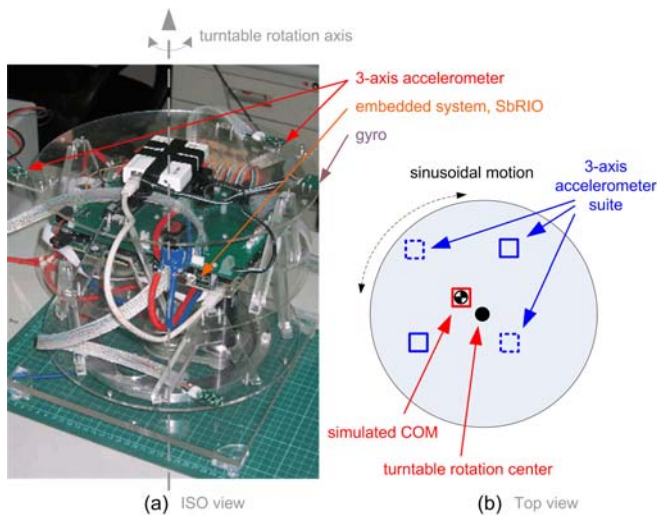 turntable rotation axis
3-axis accelerometer
embedded system, SbRIO
gyro
sinusoidal motion
3-axis
accelerometer
suite
simulated COM
turntable rotation center
(a) ISO view
(b) Top view